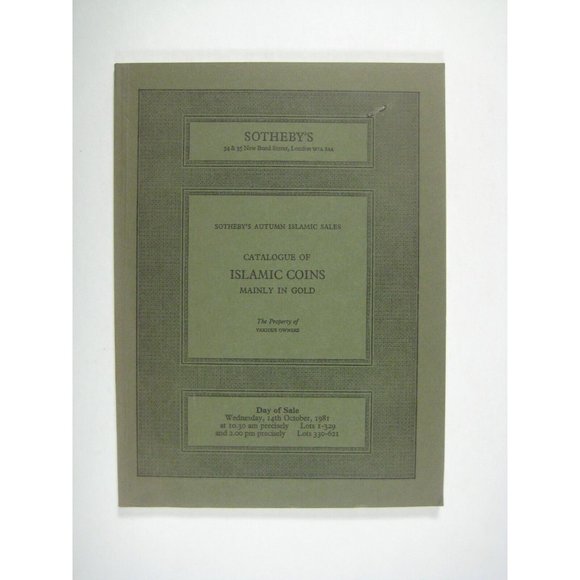 SOTHEBY'S
34 & 35 New Bond Street, London W1A 2AA
SOTHEBY'S AUTUMN ISLAMIC SALES
CATALOGUE OF
ISLAMIC COINS
MAINLY IN GOLD
The Property of
VARIOUS OWNERS
Day of Sale
Wednesday, 14th October, 1981
at 10.30 am precisely Lots 1-329
and 2.00 pm precisely Lots 330-621